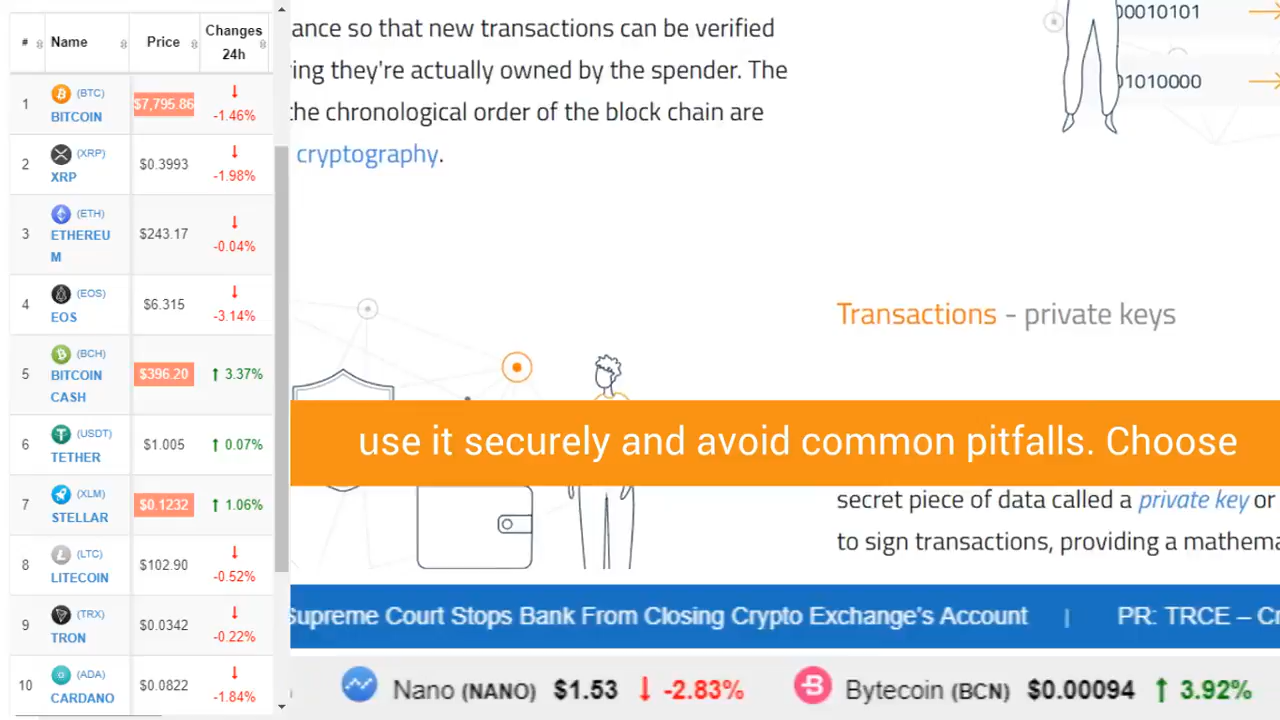 # Name Price Changes 24h
1 (BTC) BITCOIN $7,795.86 ↓ -1.46%
2 (XRP) XRP $0.3993 ↓ -1.98%
3 (ETH) ETHEREUM $243.17 ↓ -0.04%
4 (EOS) EOS $6.315 ↓ -3.14%
5 (BCH) BITCOIN CASH $396.20 ↑ 3.37%
6 (USDT) TETHER $1.005 ↑ 0.07%
7 (XLM) STELLAR $0.1232 ↑ 1.06%
8 (LTC) LITECOIN $102.90 ↓ -0.52%
9 (TRX) TRON $0.0342 ↓ -0.22%
10 (ADA) CARDANO $0.0822 ↓ -1.84%
ance so that new transactions can be verified
ring they're actually owned by the spender. The
the chronological order of the block chain are
cryptography.
00010101
01010000
Transactions - private keys
use it securely and avoid common pitfalls. Choose
secret piece of data called a private key or
to sign transactions, providing a mathema
Supreme Court Stops Bank From Closing Crypto Exchange's Account | PR: TRCE – Cr
Nano (NANO) $1.53 ↓ -2.83% Bytecoin (BCN) $0.00094 ↑ 3.92%